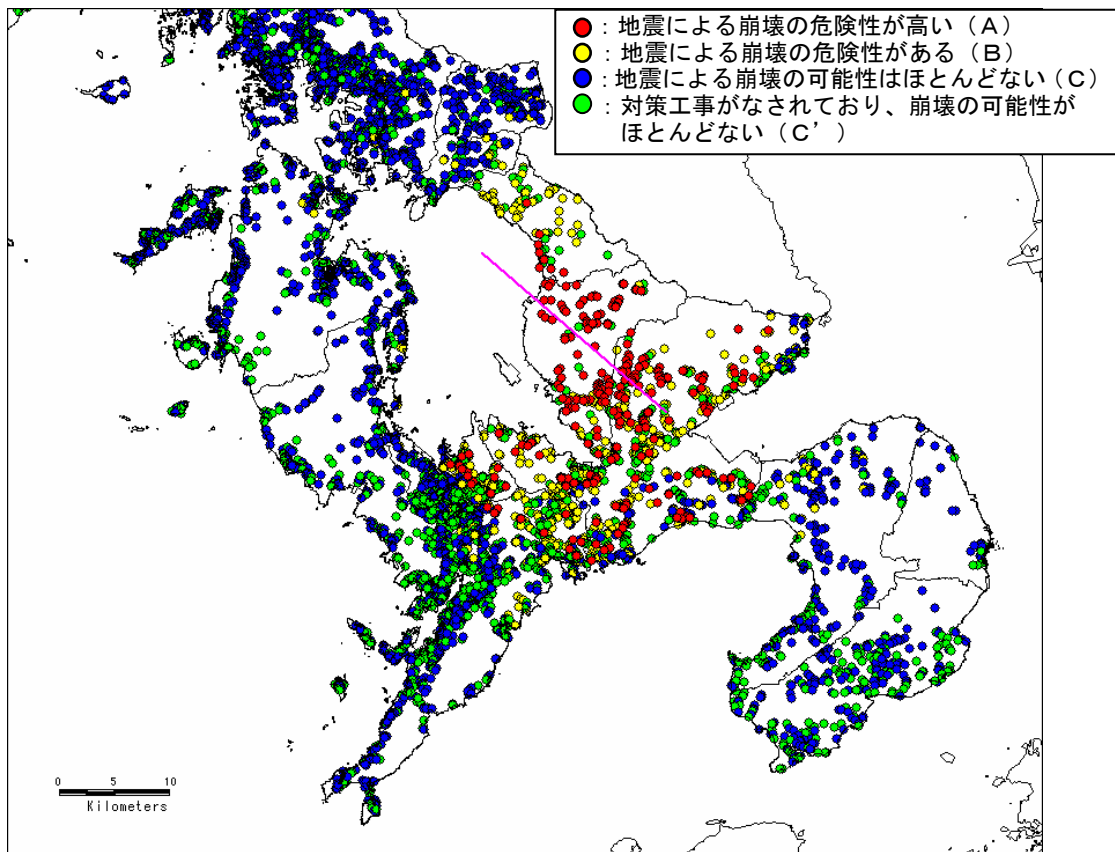 ：地震による崩壊の危険性が高い（Ａ）
：地震による崩壊の危険性がある（Ｂ）
：地震による崩壊の可能性はほとんどない（Ｃ）
：対策工事がなされており、崩壊の可能性が
ほとんどない（Ｃ’）
0 5 10
Kilometers